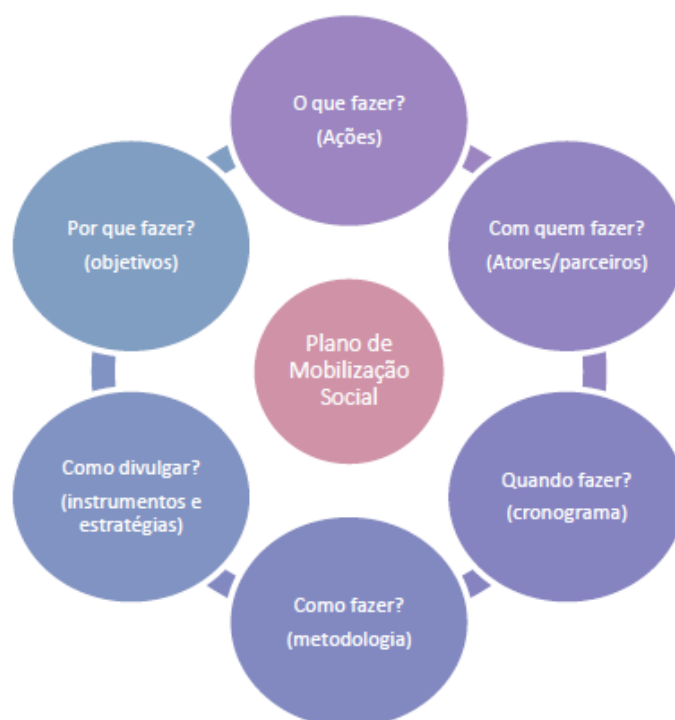 O que fazer?
(Ações)
Com quem fazer?
(Atores/parceiros)
Quando fazer?
(cronograma)
Como fazer?
(metodologia)
Como divulgar?
(instrumentos e
estratégias)
Por que fazer?
(objetivos)
Plano de
Mobilização
Social